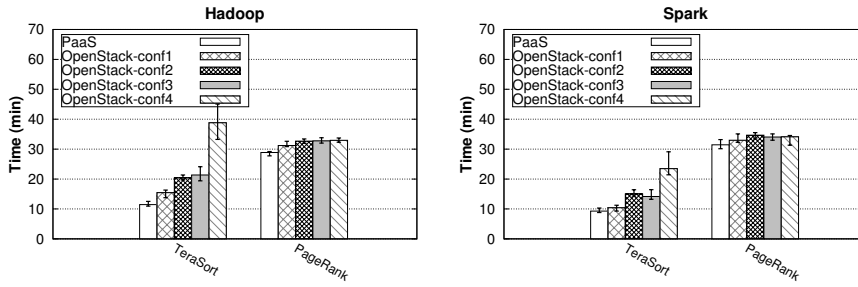 Hadoop
Time (min)
70
60
50
40
30
20
10
0
PaaS
OpenStack-conf1
OpenStack-conf2
OpenStack-conf3
OpenStack-conf4
TeraSort
PageRank
Spark
Time (min)
70
60
50
40
30
20
10
0
PaaS
OpenStack-conf1
OpenStack-conf2
OpenStack-conf3
OpenStack-conf4
TeraSort
PageRank